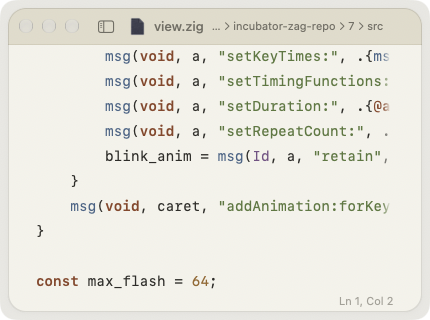 view.zig ... > incubator-zag-repo > 7 > src
msg(void, a, "setKeyTimes:", .{ms
msg(void, a, "setTimingFunctions:
msg(void, a, "setDuration:", .{@a
msg(void, a, "setRepeatCount:", .
blink_anim = msg(Id, a, "retain",
}
msg(void, caret, "addAnimation:forKey
}
const max_flash = 64;
Ln 1, Col 2